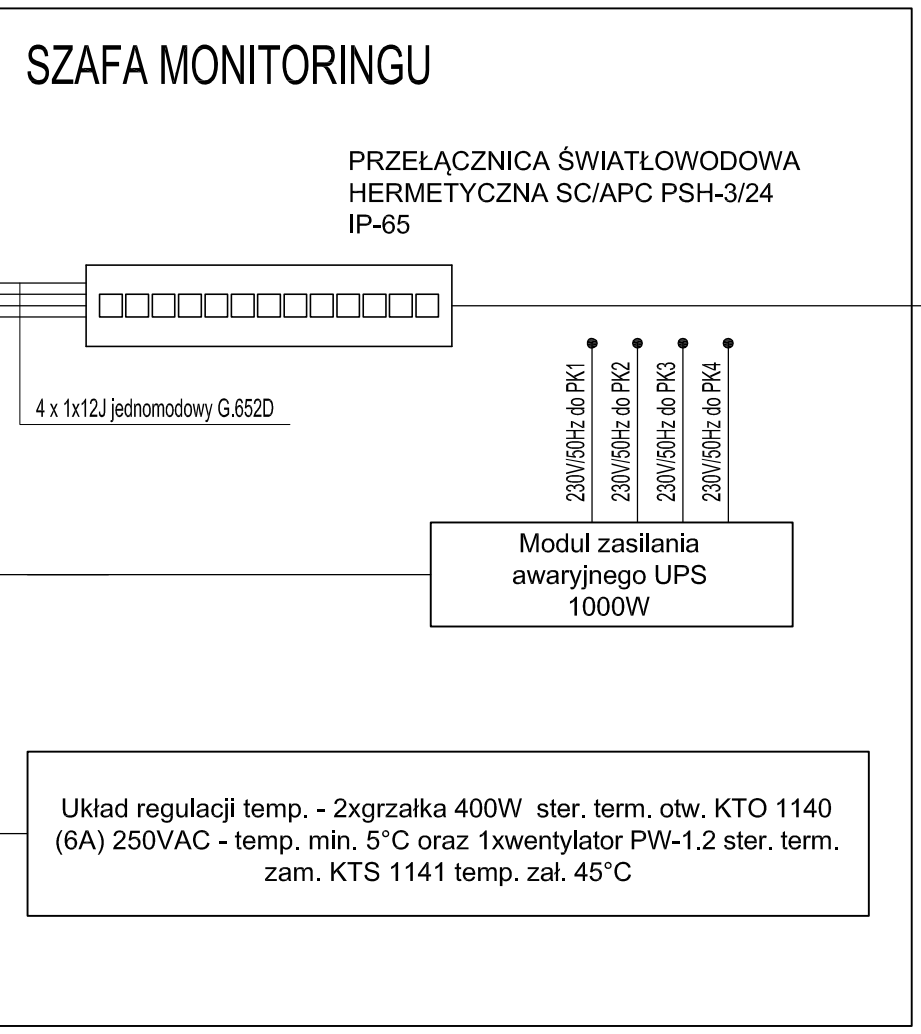 SZAFA MONITORINGU
PRZEŁĄCZNICA ŚWIATŁOWODOWA
HERMETYCZNA SC/APC PSH-3/24
IP-65
4 x 1x12J jednomodowy G.652D
230V/50Hz do PK1
230V/50Hz do PK2
230V/50Hz do PK3
230V/50Hz do PK4
Modul zasilania
awaryjnego UPS
1000W
Układ regulacji temp. - 2xgrzałka 400W ster. term. otw. KTO 1140
(6A) 250VAC - temp. min. 5°C oraz 1xwentylator PW-1.2 ster. term.
zam. KTS 1141 temp. zał. 45°C